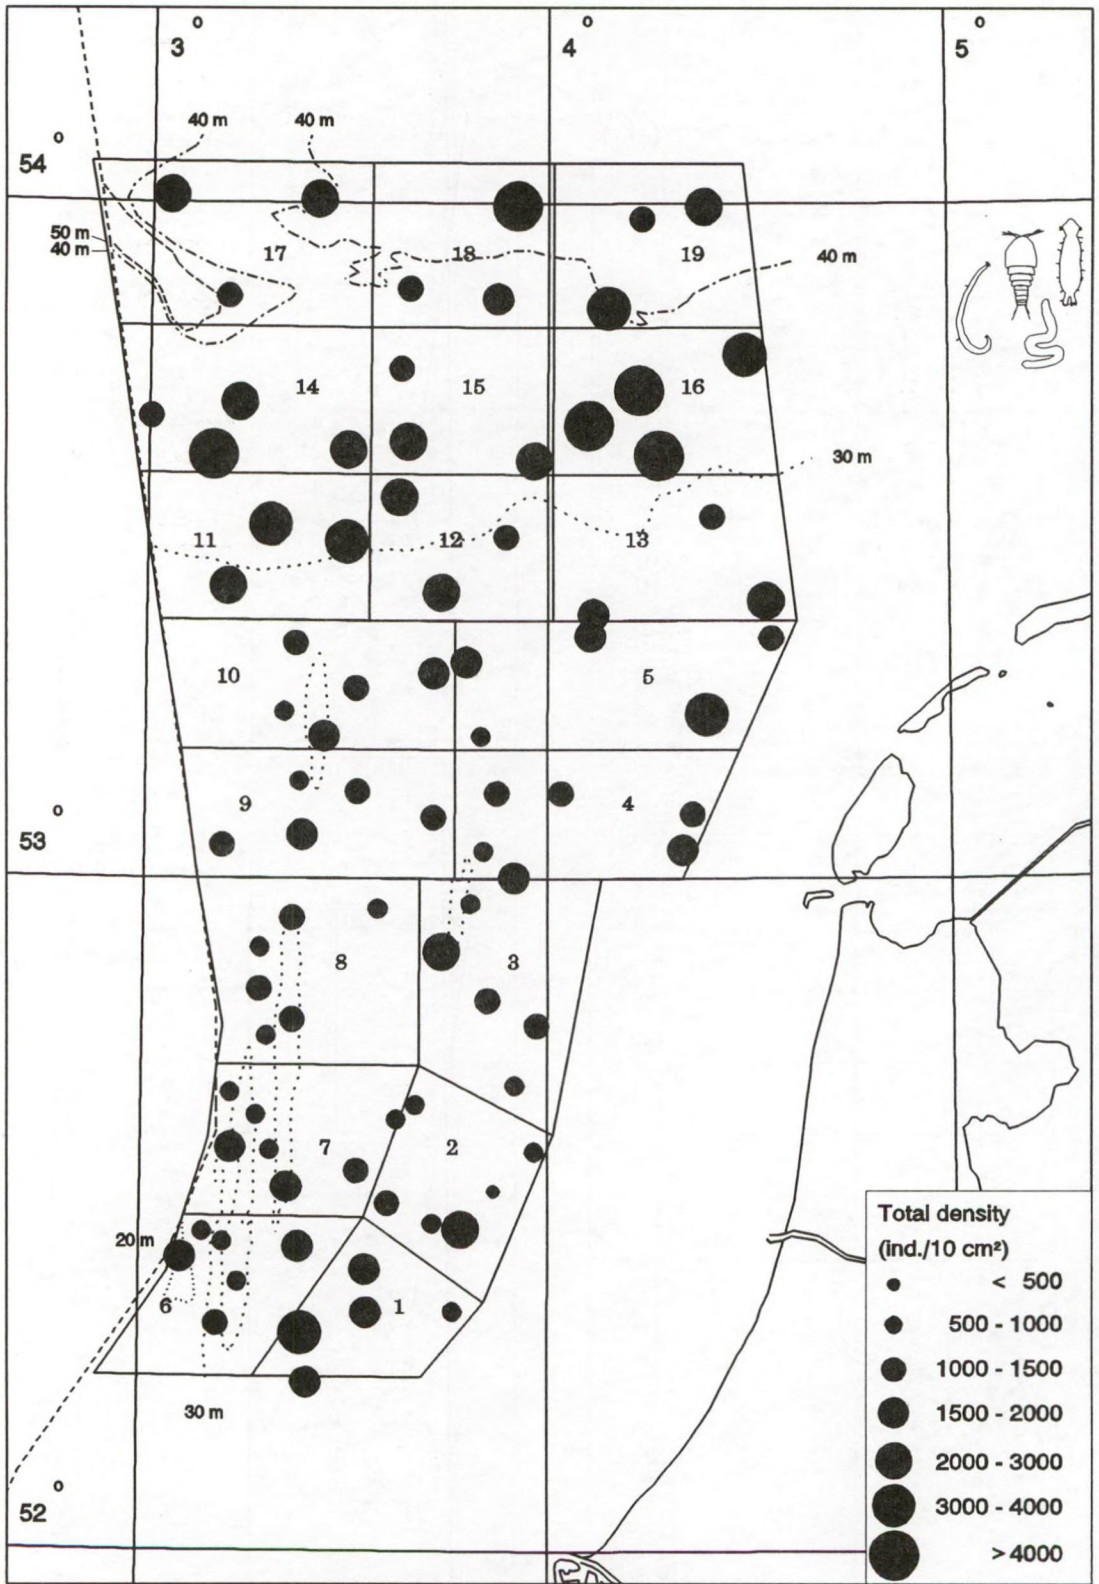 3 °
4 °
5 °
40 m
40 m
54 °
50 m
40 m
17
18
19
40 m
14
15
16
30 m
11
12
13
10
5
9
4
53 °
8
3
7
2
20 m
6
1
30 m
52 °
Total density
(ind./10 cm²)
< 500
500 - 1000
1000 - 1500
1500 - 2000
2000 - 3000
3000 - 4000
> 4000